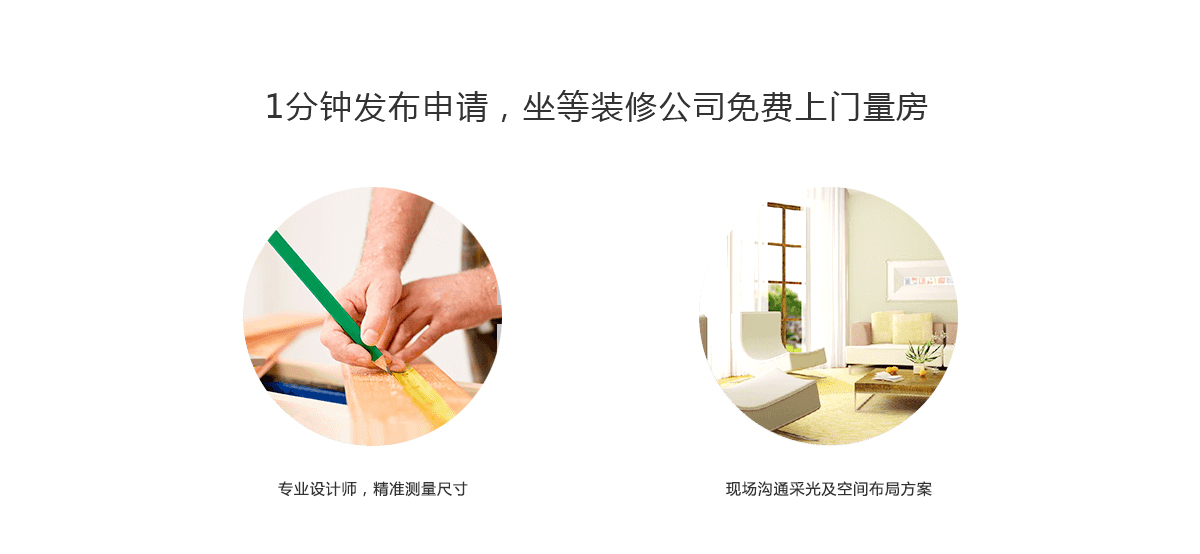 1分钟发布申请，坐等装修公司免费上门量房
专业设计师，精准测量尺寸
现场沟通采光及空间布局方案